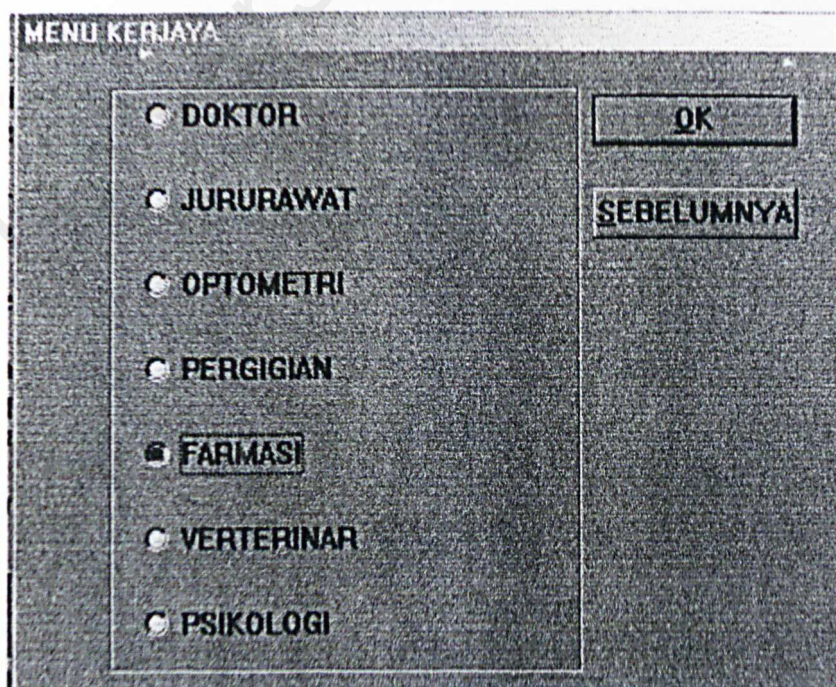 MENU KERJAYA
DOKTOR
JURURAWAT
OPTOMETRI
PERGIGIAN
FARMASI
VERTERINAR
PSIKOLOGI
OK
SEBELUMNYA